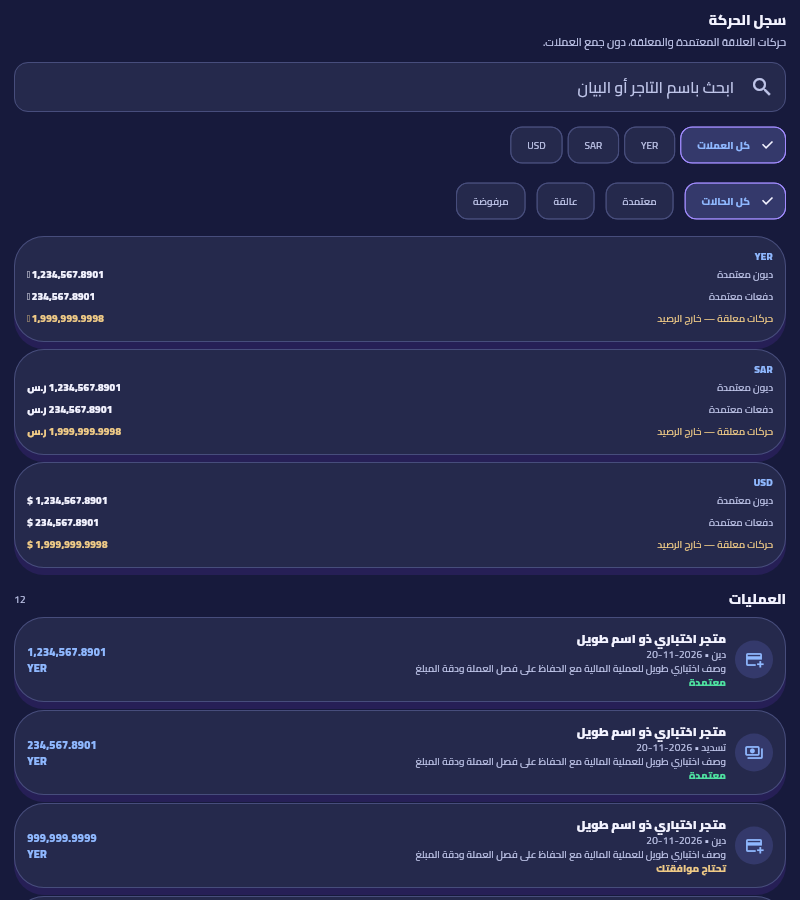 سجل الحركة
حركات العلاقة المعتمدة والمعلقة، دون جمع العملات.
ابحث باسم التاجر أو البيان
كل العملات YER SAR USD
كل الحالات معتمدة عالقة مرفوضة
YER
ديون معتمدة 1,234,567.8901
دفعات معتمدة 234,567.8901
حركات معلقة — خارج الرصيد 1,999,999.9998
SAR
ديون معتمدة 1,234,567.8901 ر.س
دفعات معتمدة 234,567.8901 ر.س
حركات معلقة — خارج الرصيد 1,999,999.9998 ر.س
USD
ديون معتمدة $ 1,234,567.8901
دفعات معتمدة $ 234,567.8901
حركات معلقة — خارج الرصيد $ 1,999,999.9998
العمليات 12
متجر اختباري ذو اسم طويل
دين • 2026-11-20
وصف اختباري طويل للعملية المالية مع الحفاظ على فصل العملة ودقة المبلغ
معتمدة
1,234,567.8901
YER
متجر اختباري ذو اسم طويل
تسديد • 2026-11-20
وصف اختباري طويل للعملية المالية مع الحفاظ على فصل العملة ودقة المبلغ
معتمدة
234,567.8901
YER
متجر اختباري ذو اسم طويل
دين • 2026-11-20
وصف اختباري طويل للعملية المالية مع الحفاظ على فصل العملة ودقة المبلغ
تحتاج موافقتك
999,999.9999
YER